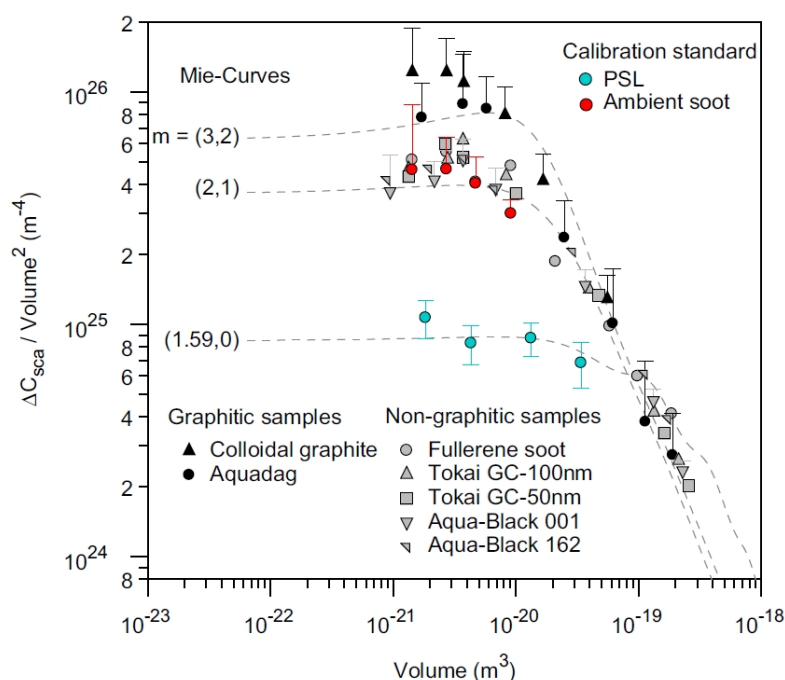 2
10^26
8
6
4
2
10^25
8
6
4
2
10^24
8
ΔC_sca / Volume^2 (m^-4)
Mie-Curves
m = (3,2)
(2,1)
(1.59,0)
Calibration standard
PSL
Ambient soot
Graphitic samples
Colloidal graphite
Aquadag
Non-graphitic samples
Fullerene soot
Tokai GC-100nm
Tokai GC-50nm
Aqua-Black 001
Aqua-Black 162
10^-23 10^-22 10^-21 10^-20 10^-19 10^-18
Volume (m^3)